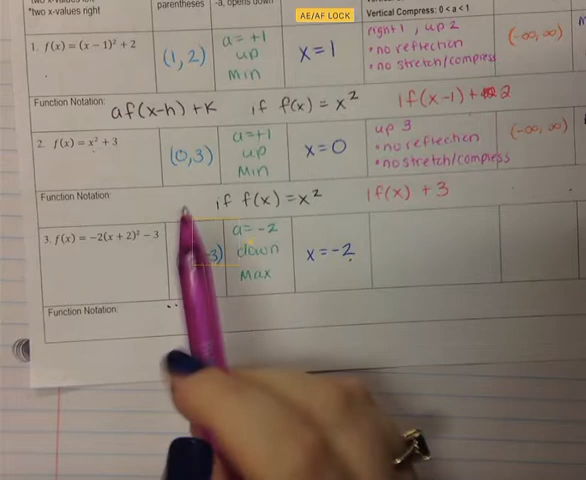 *two x-values right
parentheses
-a, opens down
AE/AF LOCK
Vertical Compress: 0 < a < 1
1. f(x) = (x − 1)² + 2
(1, 2)
a = +1
up
min
x = 1
right 1, up 2
• no reflection
• no stretch/compress
(-∞, ∞)
Function Notation:
a f(x-h) + k
if f(x) = x²
1f(x-1) + 2
2. f(x) = x² + 3
(0, 3)
a = +1
up
Min
x = 0
up 3
• no reflection
• no stretch/compress
(-∞, ∞)
Function Notation:
if f(x) = x²
1f(x) + 3
3. f(x) = −2(x + 2)² − 3
3)
a = -2
down
Max
x = -2
Function Notation: